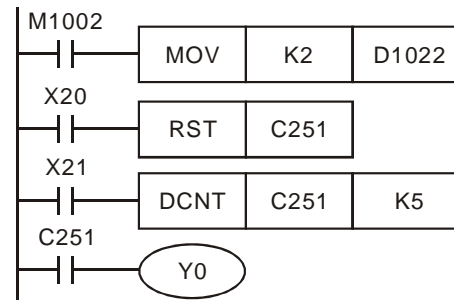 M1002
MOV K2 D1022
X20
RST C251
X21
DCNT C251 K5
C251
Y0